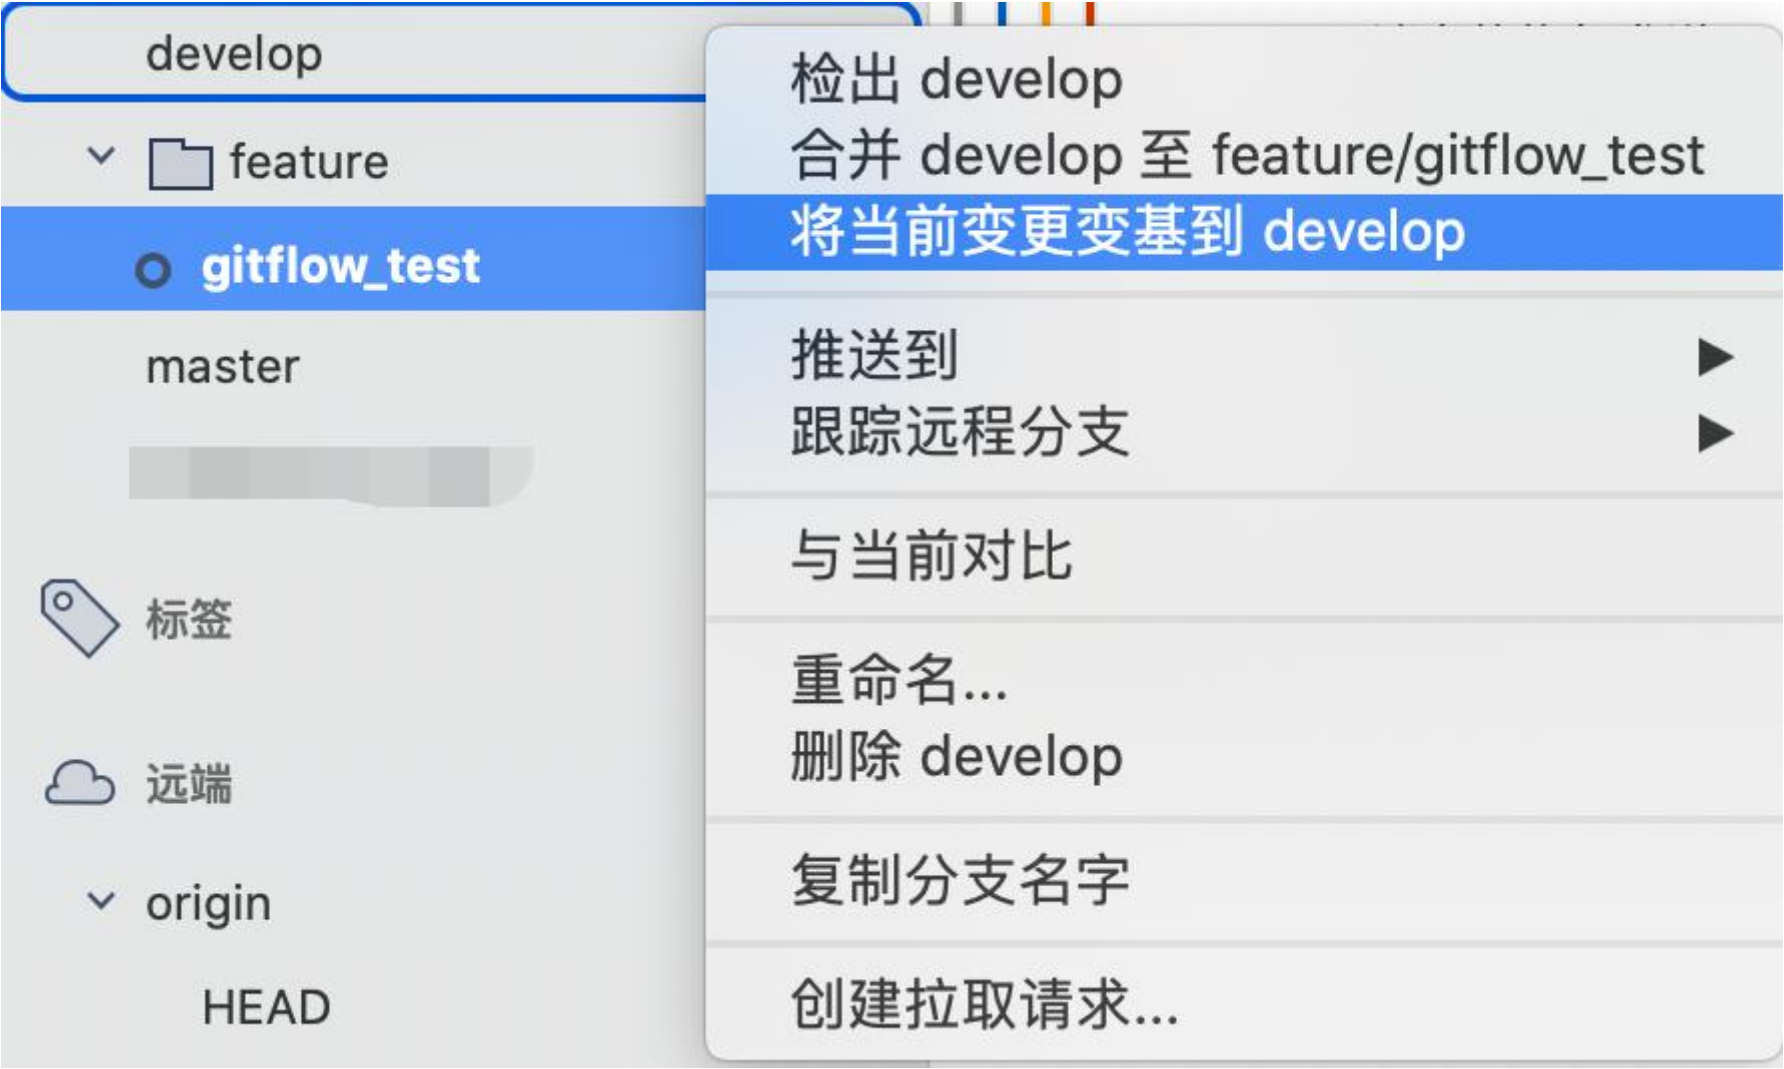 develop
feature
gitflow_test
master
标签
远端
origin
HEAD
检出 develop
合并 develop 至 feature/gitflow_test
将当前变更变基到 develop
推送到
跟踪远程分支
与当前对比
重命名...
删除 develop
复制分支名字
创建拉取请求...